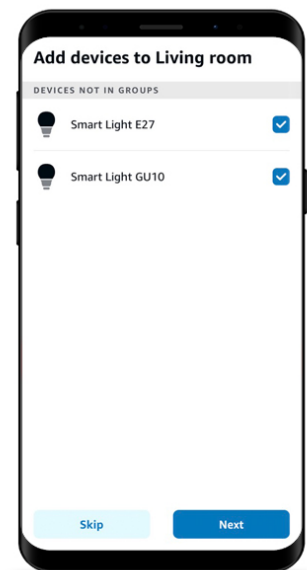 Add devices to Living room
DEVICES NOT IN GROUPS
Smart Light E27
Smart Light GU10
Skip
Next